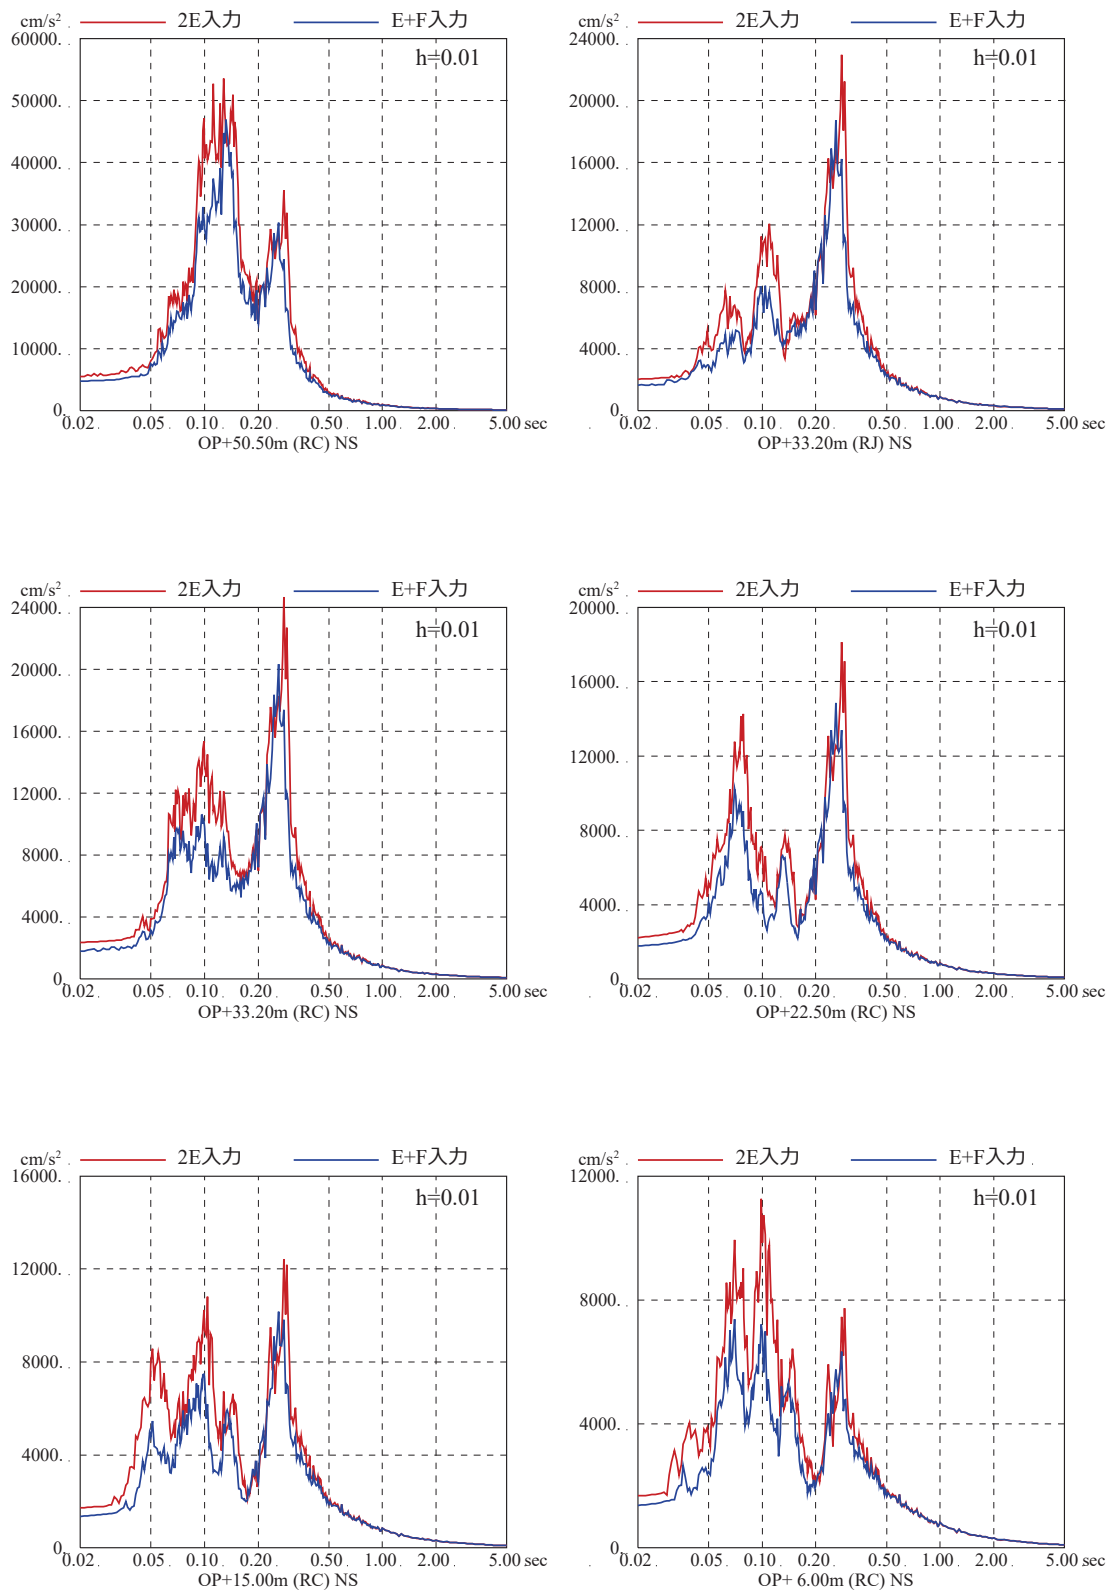 cm/s² 2E入力 E+F入力
60000.
h=0.01
50000.
40000.
30000.
20000.
10000.
0.
0.02 0.05 0.10 0.20 0.50 1.00 2.00 5.00 sec
OP+50.50m (RC) NS
cm/s² 2E入力 E+F入力
24000.
h=0.01
20000.
16000.
12000.
8000.
4000.
0.
0.02 0.05 0.10 0.20 0.50 1.00 2.00 5.00 sec
OP+33.20m (RJ) NS
cm/s² 2E入力 E+F入力
24000.
h=0.01
20000.
16000.
12000.
8000.
4000.
0.
0.02 0.05 0.10 0.20 0.50 1.00 2.00 5.00 sec
OP+33.20m (RC) NS
cm/s² 2E入力 E+F入力
20000.
h=0.01
16000.
12000.
8000.
4000.
0.
0.02 0.05 0.10 0.20 0.50 1.00 2.00 5.00 sec
OP+22.50m (RC) NS
cm/s² 2E入力 E+F入力
16000.
h=0.01
12000.
8000.
4000.
0.
0.02 0.05 0.10 0.20 0.50 1.00 2.00 5.00 sec
OP+15.00m (RC) NS
cm/s² 2E入力 E+F入力
12000.
h=0.01
8000.
4000.
0.
0.02 0.05 0.10 0.20 0.50 1.00 2.00 5.00 sec
OP+ 6.00m (RC) NS